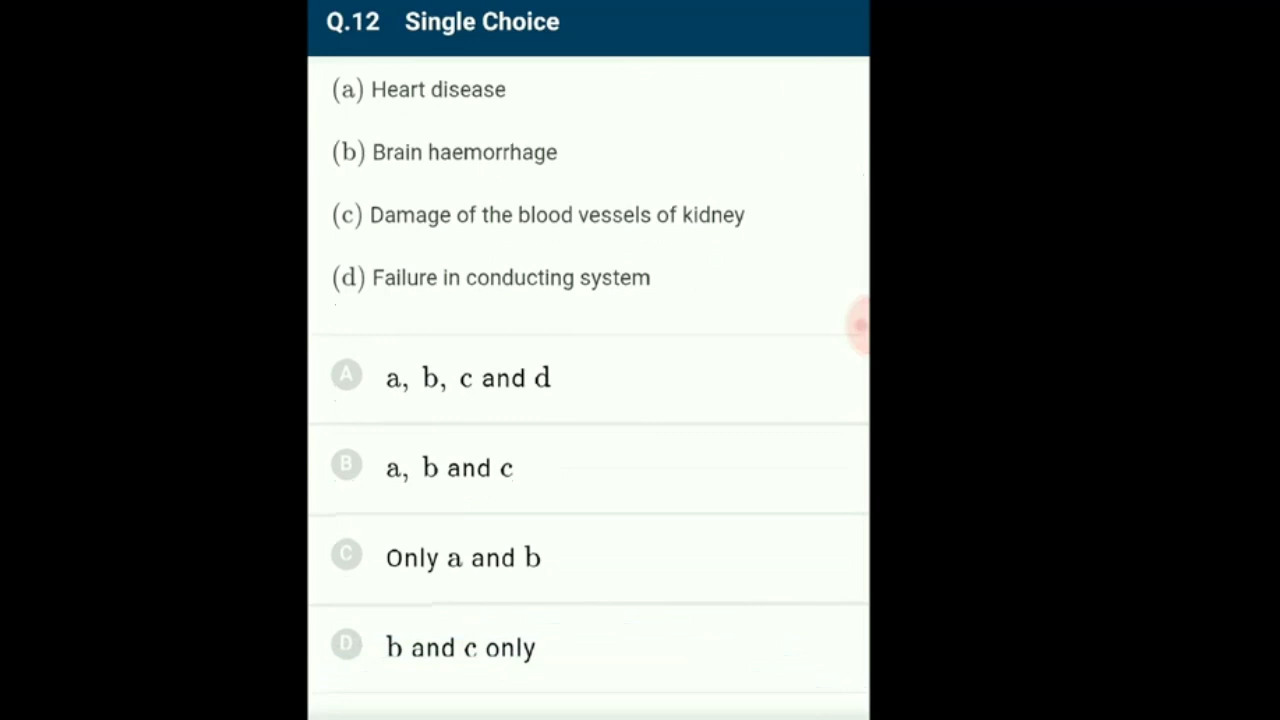 Q.12 Single Choice
(a) Heart disease
(b) Brain haemorrhage
(c) Damage of the blood vessels of kidney
(d) Failure in conducting system
A a, b, c and d
B a, b and c
C Only a and b
D b and c only